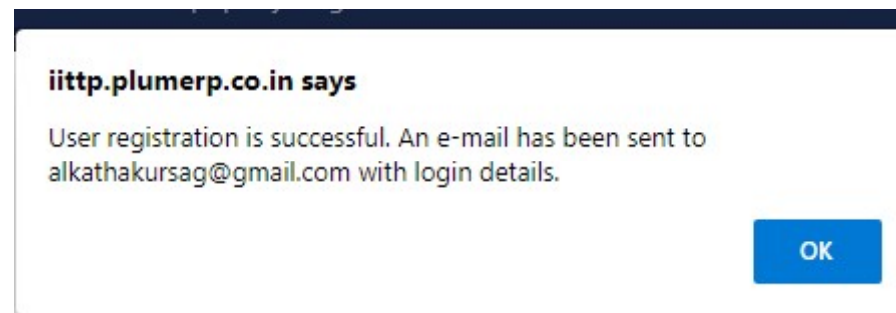 iittp.plumerp.co.in says
User registration is successful. An e-mail has been sent to
alkathakursag@gmail.com with login details.
OK